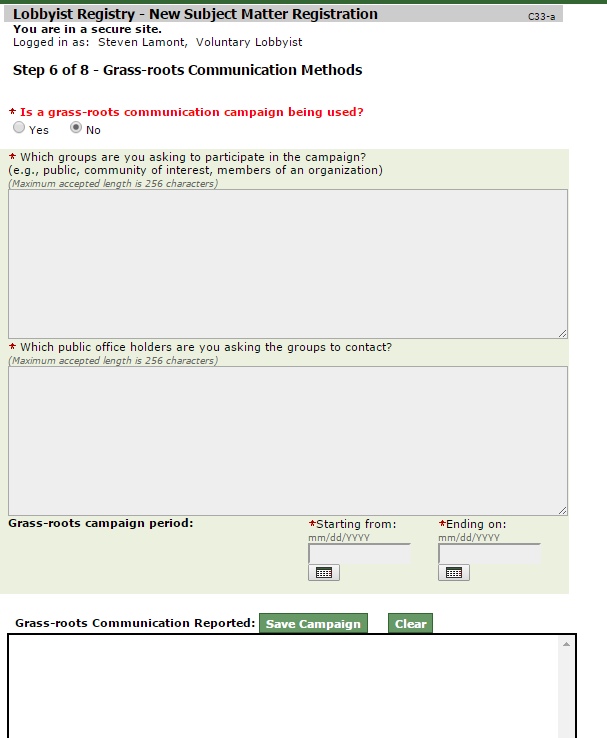 Lobbyist Registry - New Subject Matter Registration C33-a
You are in a secure site.
Logged in as: Steven Lamont, Voluntary Lobbyist
Step 6 of 8 - Grass-roots Communication Methods
* Is a grass-roots communication campaign being used?
Yes No
* Which groups are you asking to participate in the campaign?
(e.g., public, community of interest, members of an organization)
(Maximum accepted length is 256 characters)
* Which public office holders are you asking the groups to contact?
(Maximum accepted length is 256 characters)
Grass-roots campaign period: *Starting from: *Ending on:
mm/dd/YYYY mm/dd/YYYY
Grass-roots Communication Reported: Save Campaign Clear